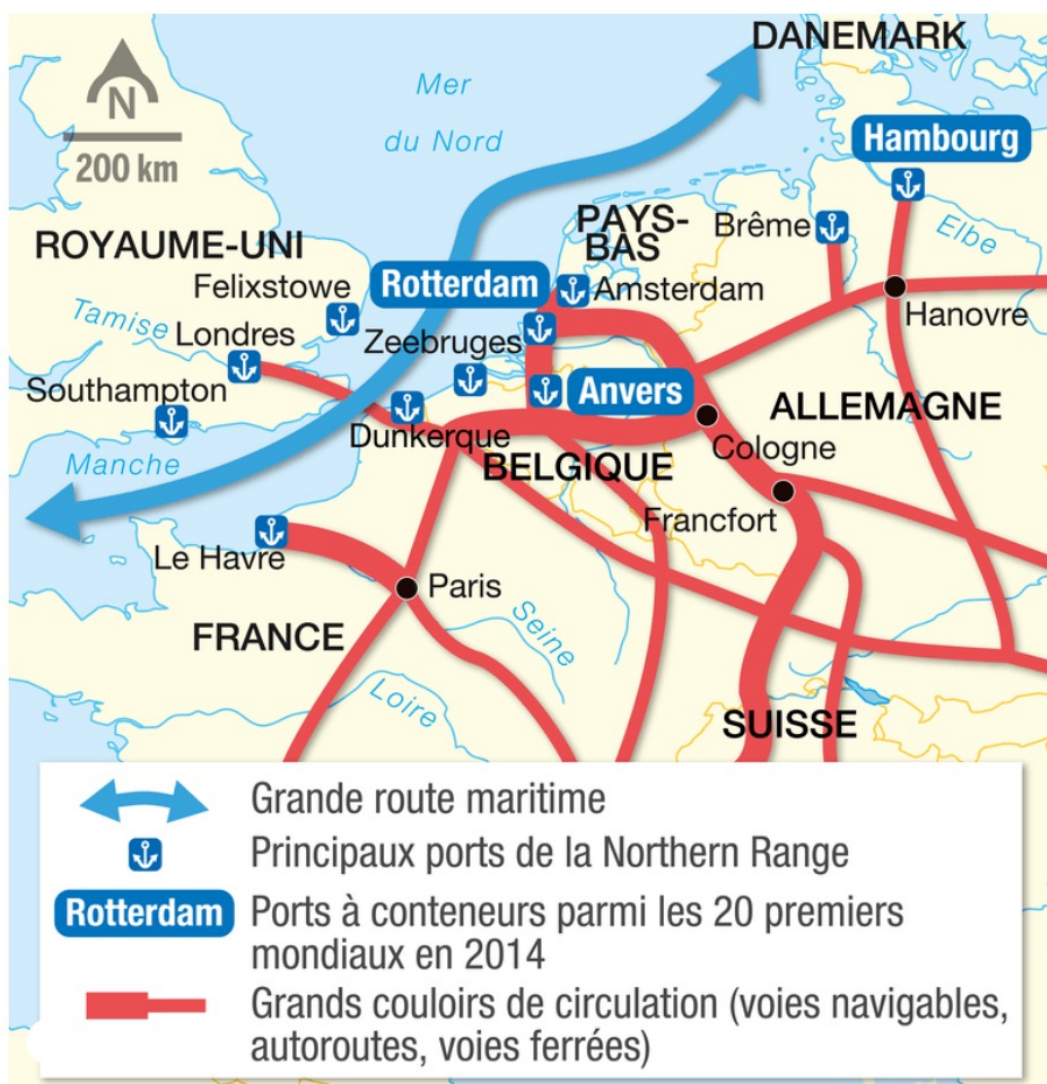 DANEMARK
Mer
du Nord
N
200 km
Hambourg
PAYS-
BAS
Brême
Elbe
ROYAUME-UNI
Felixstowe
Rotterdam
Amsterdam
Hanovre
Tamise
Londres
Zeebruges
Southampton
Anvers
ALLEMAGNE
Dunkerque
Cologne
Manche
BELGIQUE
Francfort
Le Havre
Paris
Seine
FRANCE
Loire
SUISSE
Grande route maritime
Principaux ports de la Northern Range
Rotterdam Ports à conteneurs parmi les 20 premiers
mondiaux en 2014
Grands couloirs de circulation (voies navigables,
autoroutes, voies ferrées)